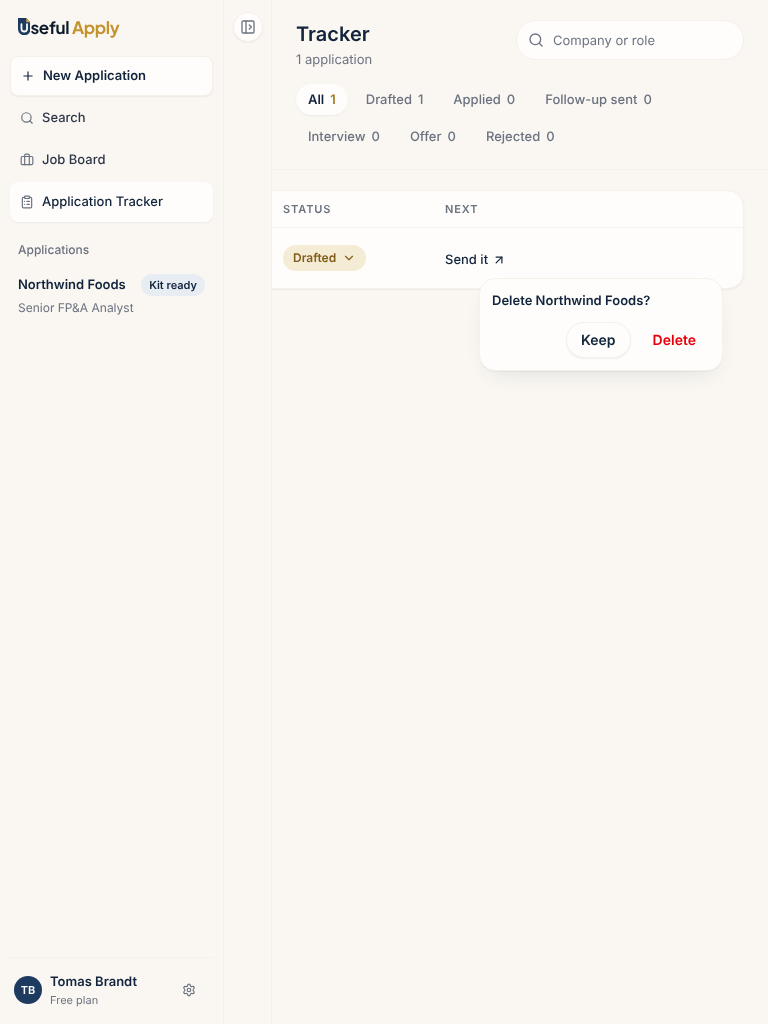 Useful Apply
New Application
Search
Job Board
Application Tracker
Applications
Northwind Foods Kit ready
Senior FP&A Analyst
TB
Tomas Brandt
Free plan
Tracker
1 application
Company or role
All 1 Drafted 1 Applied 0 Follow-up sent 0
Interview 0 Offer 0 Rejected 0
STATUS NEXT
Drafted Send it
Delete Northwind Foods?
Keep Delete